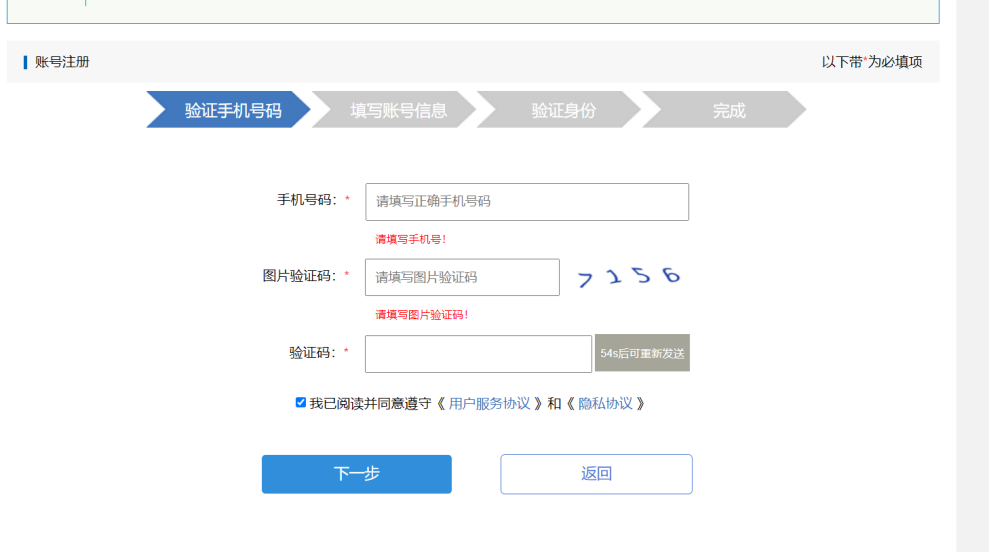 账号注册 以下带*为必填项
验证手机号码 填写账号信息 验证身份 完成
手机号码：* 请填写正确手机号码
请填写手机号！
图片验证码：* 请填写图片验证码 7156
请填写图片验证码！
验证码：* 54s后可重新发送
我已阅读并同意遵守《 用户服务协议 》和《 隐私协议 》
下一步 返回